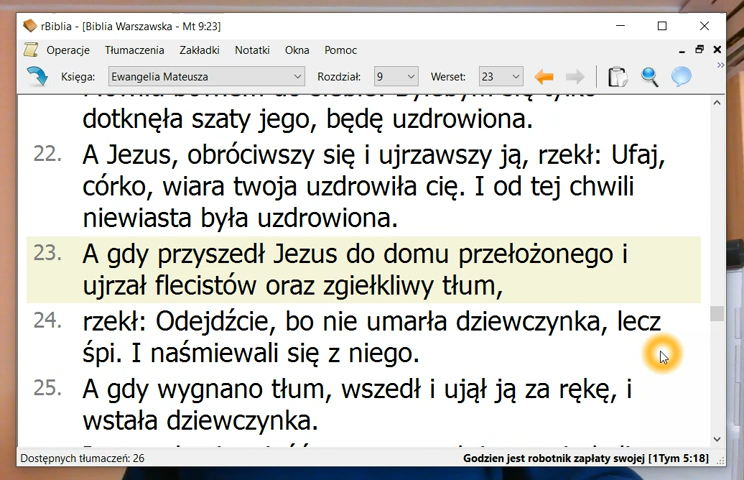 rBiblia - [Biblia Warszawska - Mt 9:23]
Operacje Tłumaczenia Zakładki Notatki Okna Pomoc
Księga: Ewangelia Mateusza Rozdział: 9 Werset: 23
dotknęła szaty jego, będę uzdrowiona.
22. A Jezus, obróciwszy się i ujrzawszy ją, rzekł: Ufaj,
córko, wiara twoja uzdrowiła cię. I od tej chwili
niewiasta była uzdrowiona.
23. A gdy przyszedł Jezus do domu przełożonego i
ujrzał flecistów oraz zgiełkliwy tłum,
24. rzekł: Odejdźcie, bo nie umarła dziewczynka, lecz
śpi. I naśmiewali się z niego.
25. A gdy wygnano tłum, wszedł i ujął ją za rękę, i
wstała dziewczynka.
Dostępnych tłumaczeń: 26 Godzien jest robotnik zapłaty swojej [1Tym 5:18]